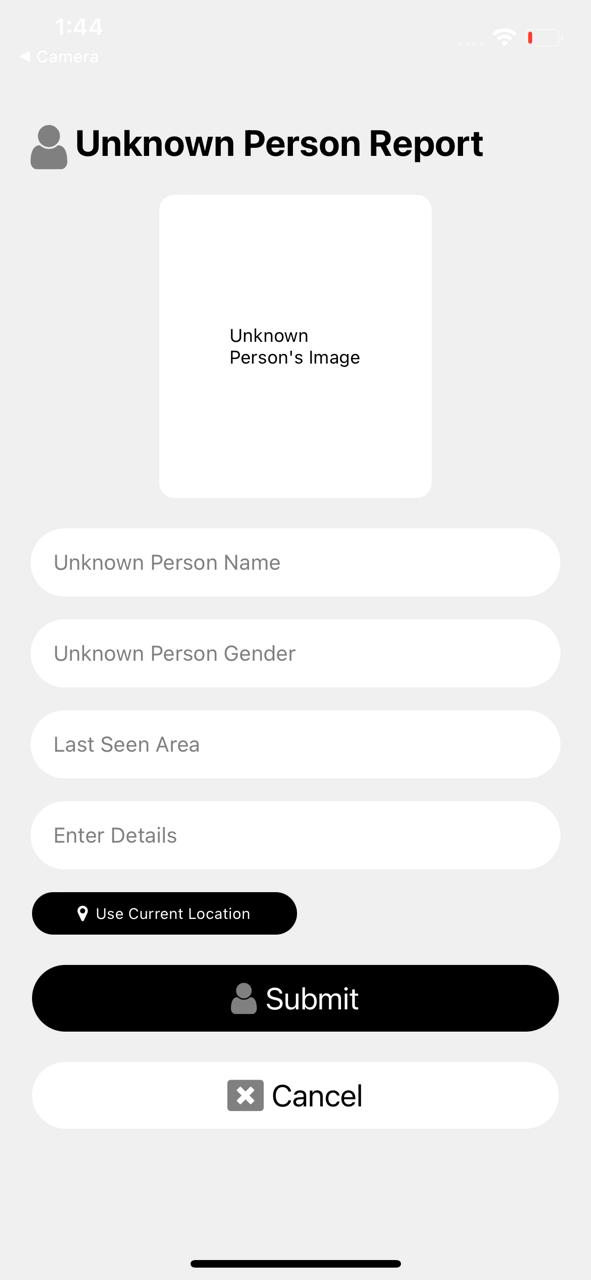 1:44
◀ Camera
Unknown Person Report
Unknown
Person's Image
Unknown Person Name
Unknown Person Gender
Last Seen Area
Enter Details
Use Current Location
Submit
Cancel